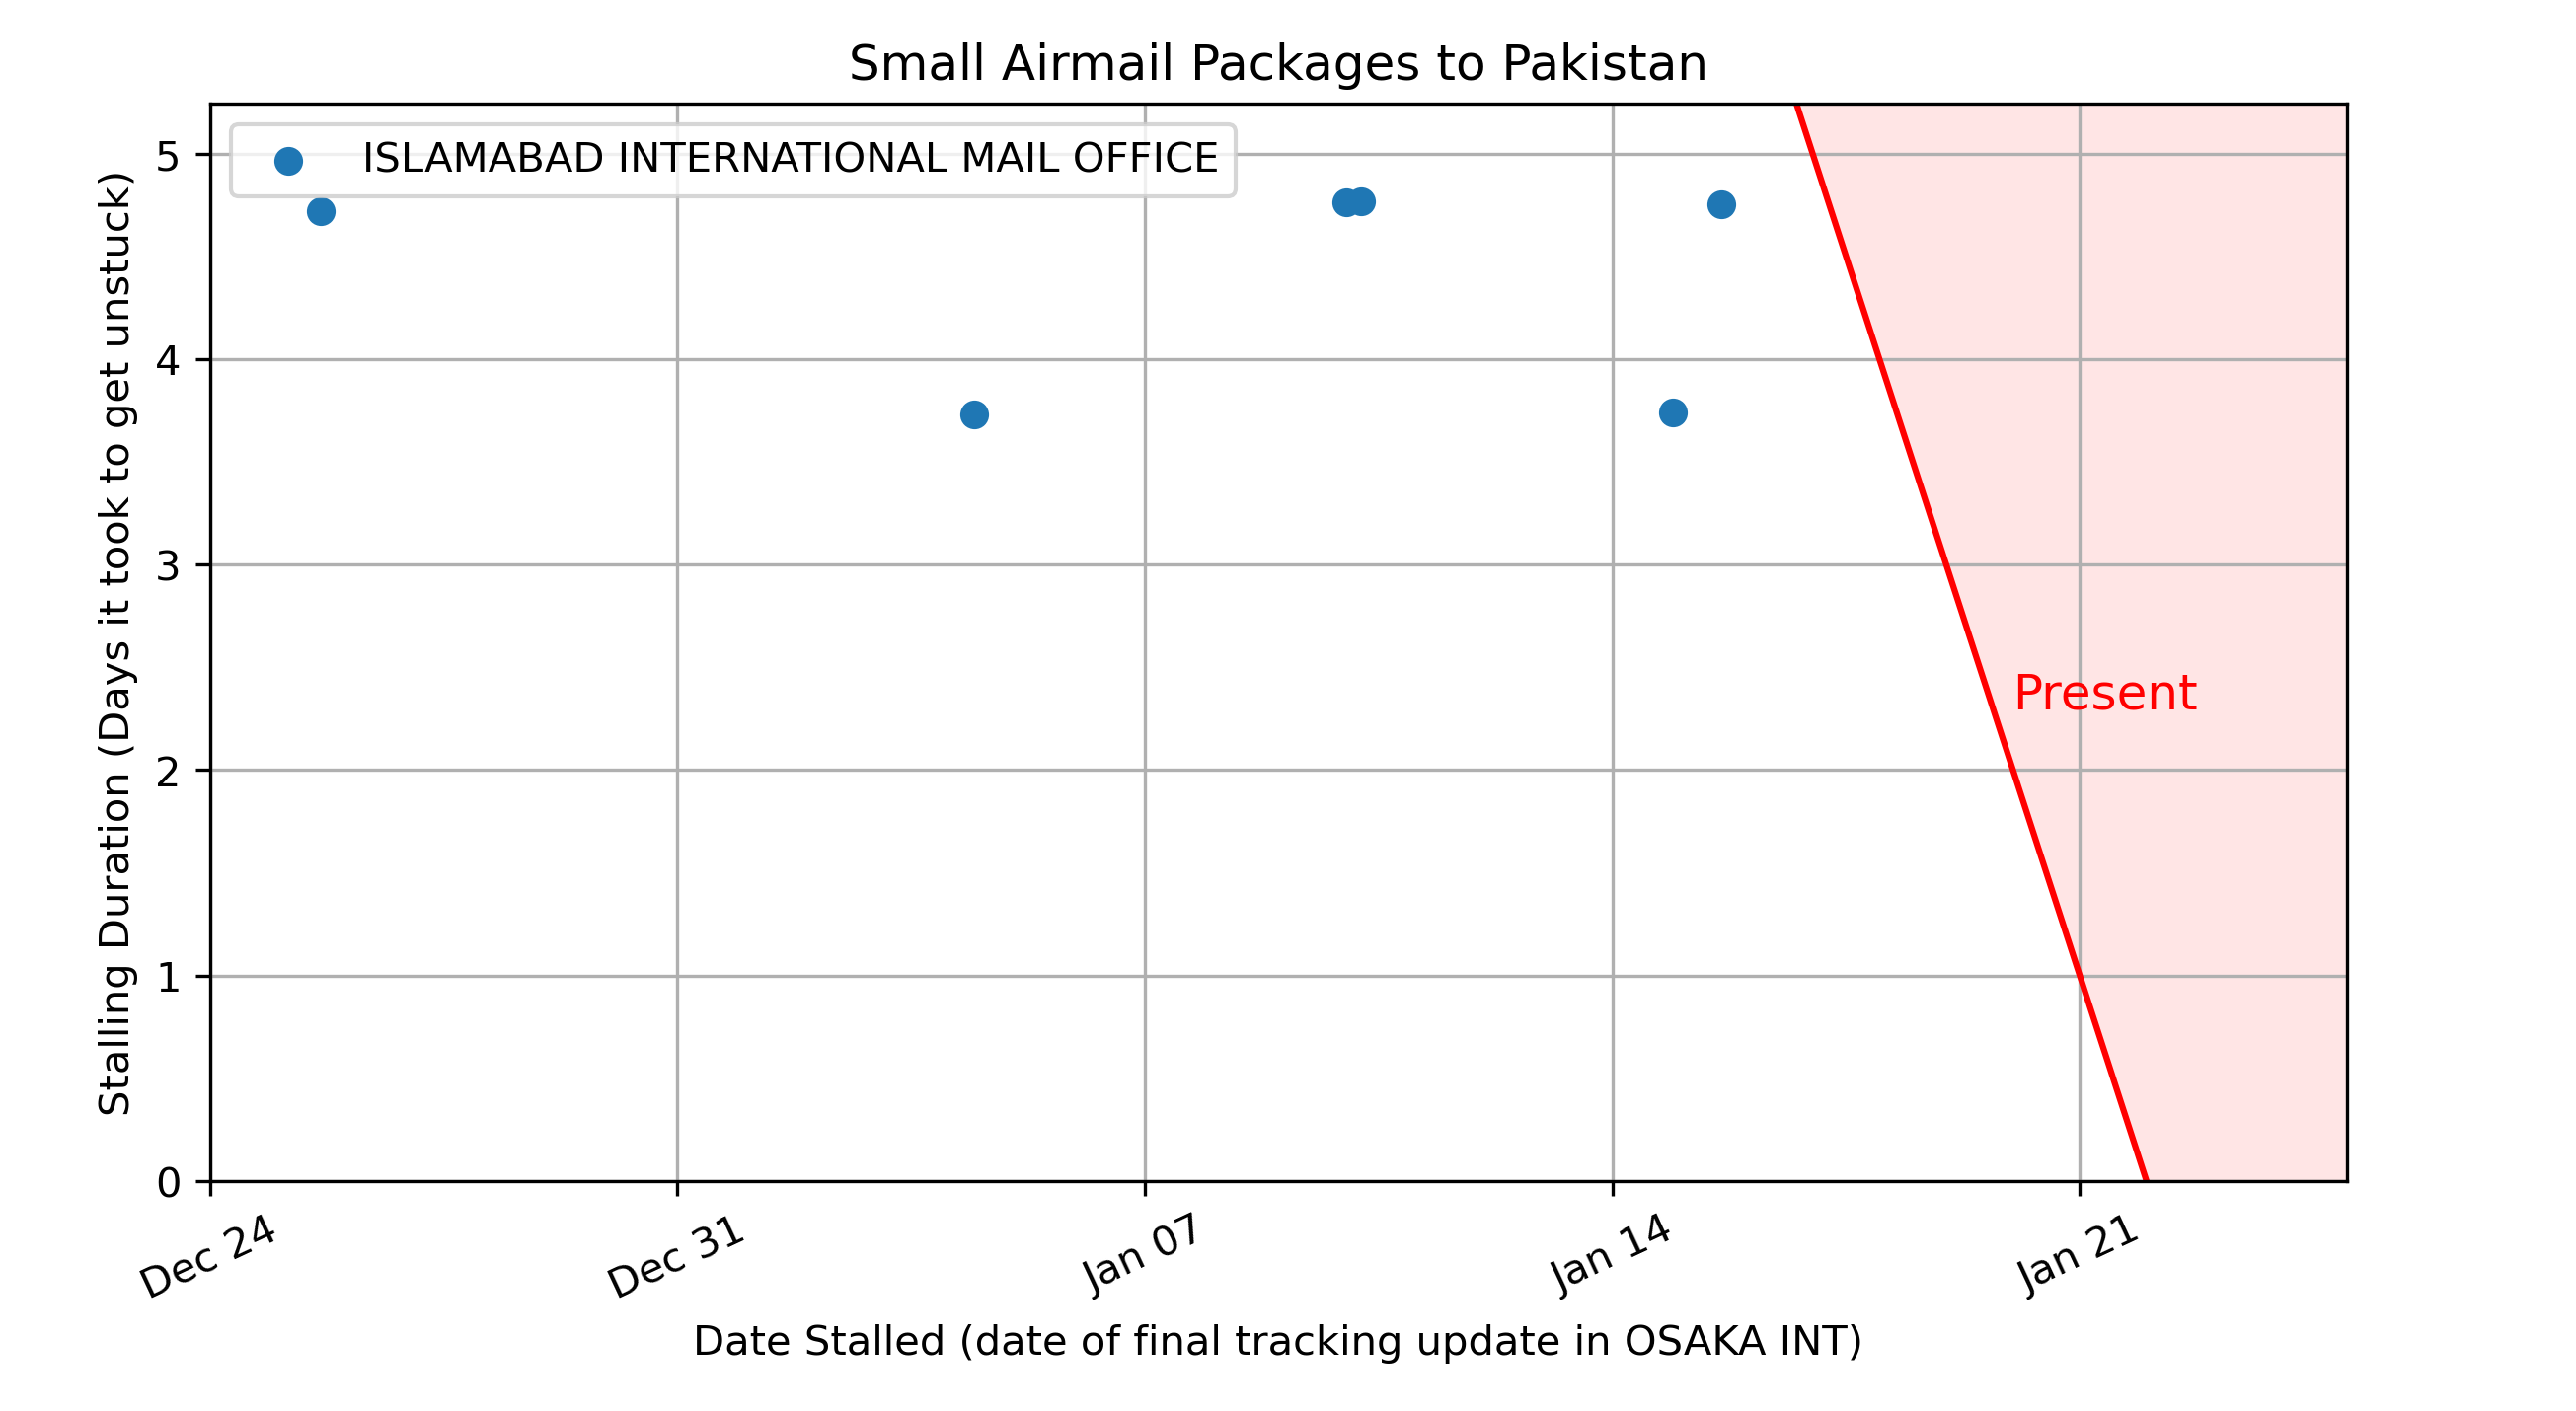 Small Airmail Packages to Pakistan
ISLAMABAD INTERNATIONAL MAIL OFFICE
Stalling Duration (Days it took to get unstuck)
5
4
3
2
1
0
Present
Dec 24
Dec 31
Jan 07
Jan 14
Jan 21
Date Stalled (date of final tracking update in OSAKA INT)